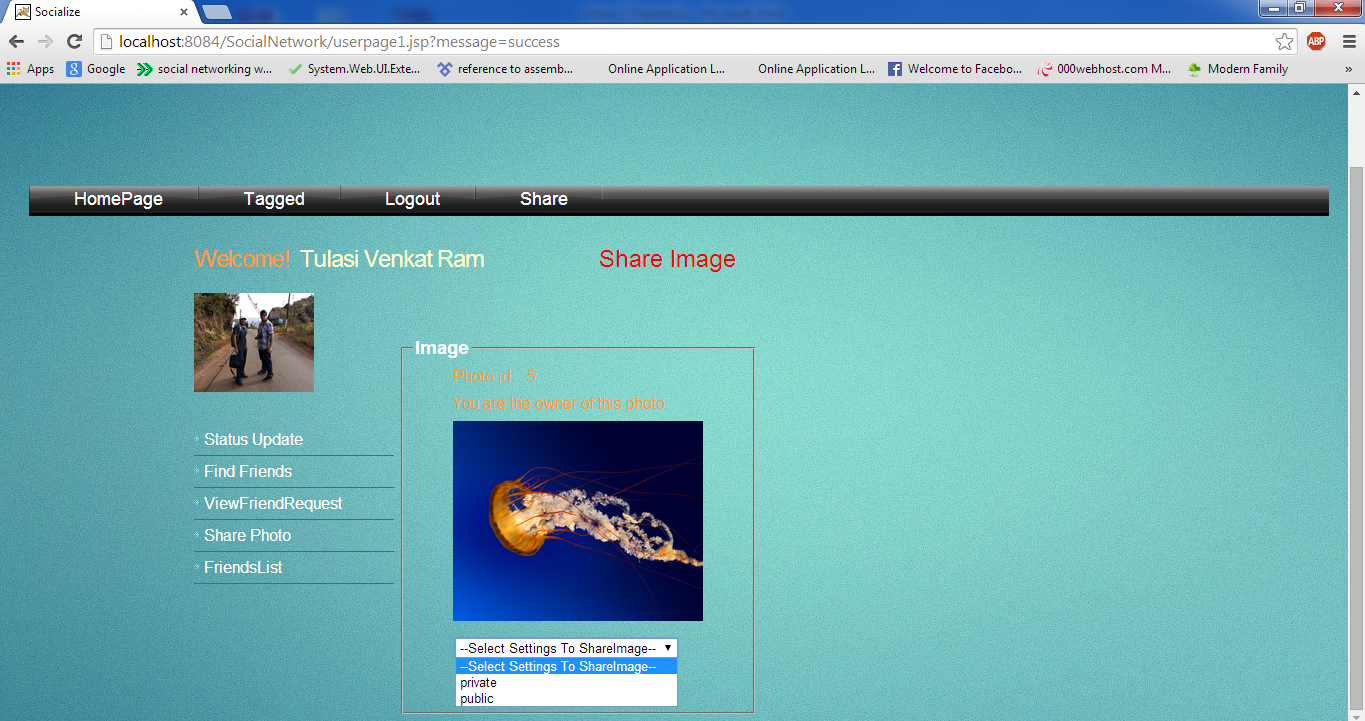 Socialize
localhost:8084/SocialNetwork/userpage1.jsp?message=success
ABP
Apps Google social networking w... System.Web.UI.Exte... reference to assemb... Online Application L... Online Application L... Welcome to Facebo... 000webhost.com M... Modern Family »
HomePage Tagged Logout Share
Welcome! Tulasi Venkat Ram Share Image
Image
Photo id 5
You are the owner of this photo
Status Update
Find Friends
ViewFriendRequest
Share Photo
FriendsList
--Select Settings To ShareImage--
--Select Settings To ShareImage--
private
public